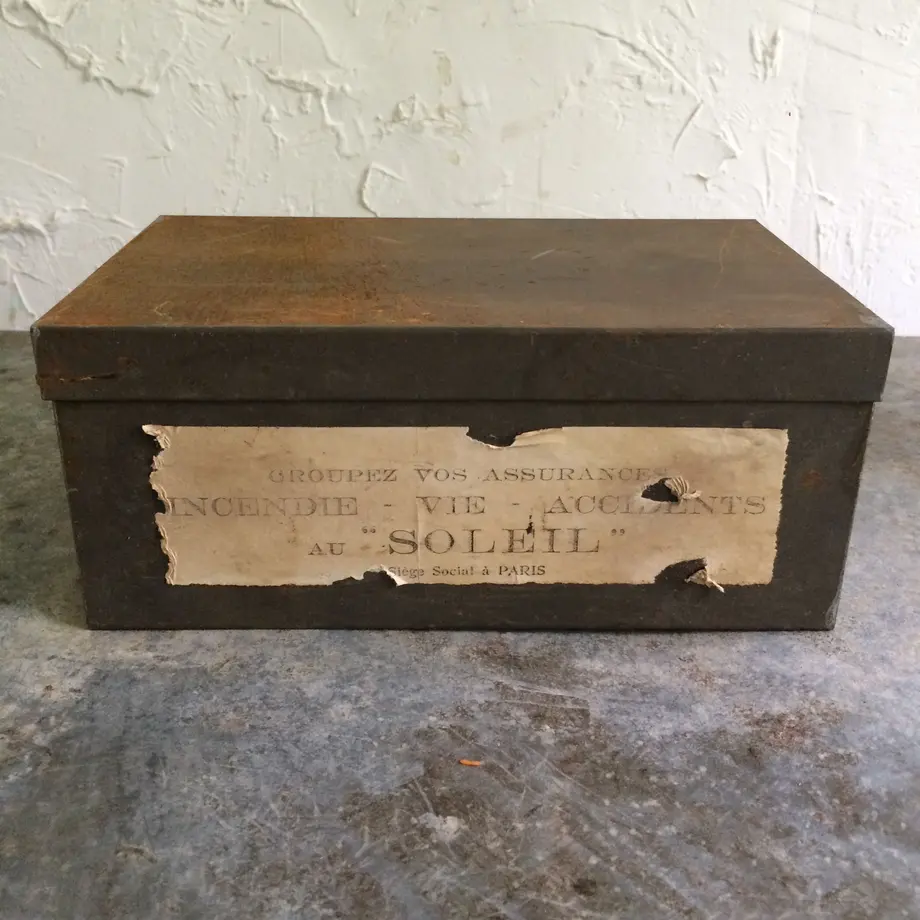 GROUPEZ VOS ASSURANCES
INCENDIE - VIE - ACCIDENTS
AU "SOLEIL"
Siège Social à PARIS